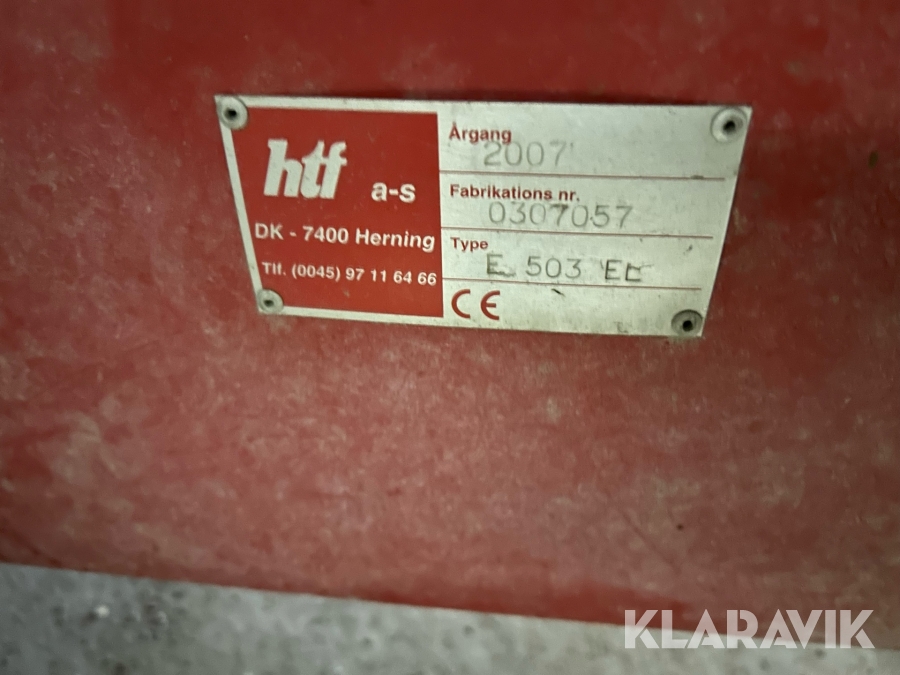 htf a-s
DK - 7400 Herning
Tlf. (0045) 97 11 64 66
Årgang
2007
Fabrikations nr.
0307057
Type
E 503 EL
CE
KLARAVIK